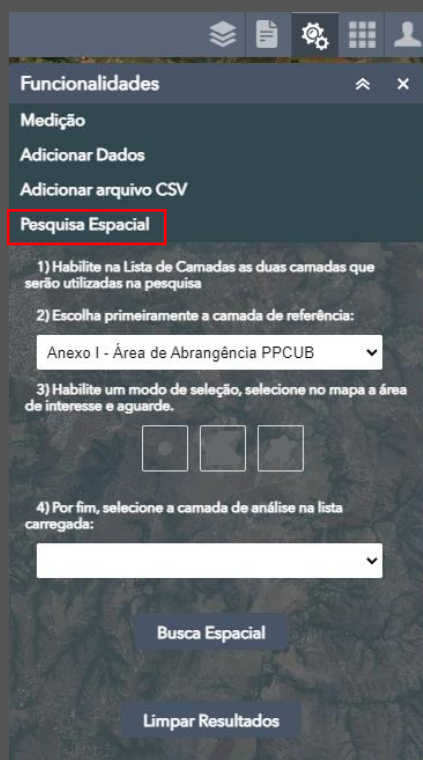 Funcionalidades
Medição
Adicionar Dados
Adicionar arquivo CSV
Pesquisa Espacial
1) Habilite na Lista de Camadas as duas camadas que
serão utilizadas na pesquisa
2) Escolha primeiramente a camada de referência:
Anexo I - Área de Abrangência PPCUB
3) Habilite um modo de seleção, selecione no mapa a área
de interesse e aguarde.
4) Por fim, selecione a camada de análise na lista
carregada:
Busca Espacial
Limpar Resultados